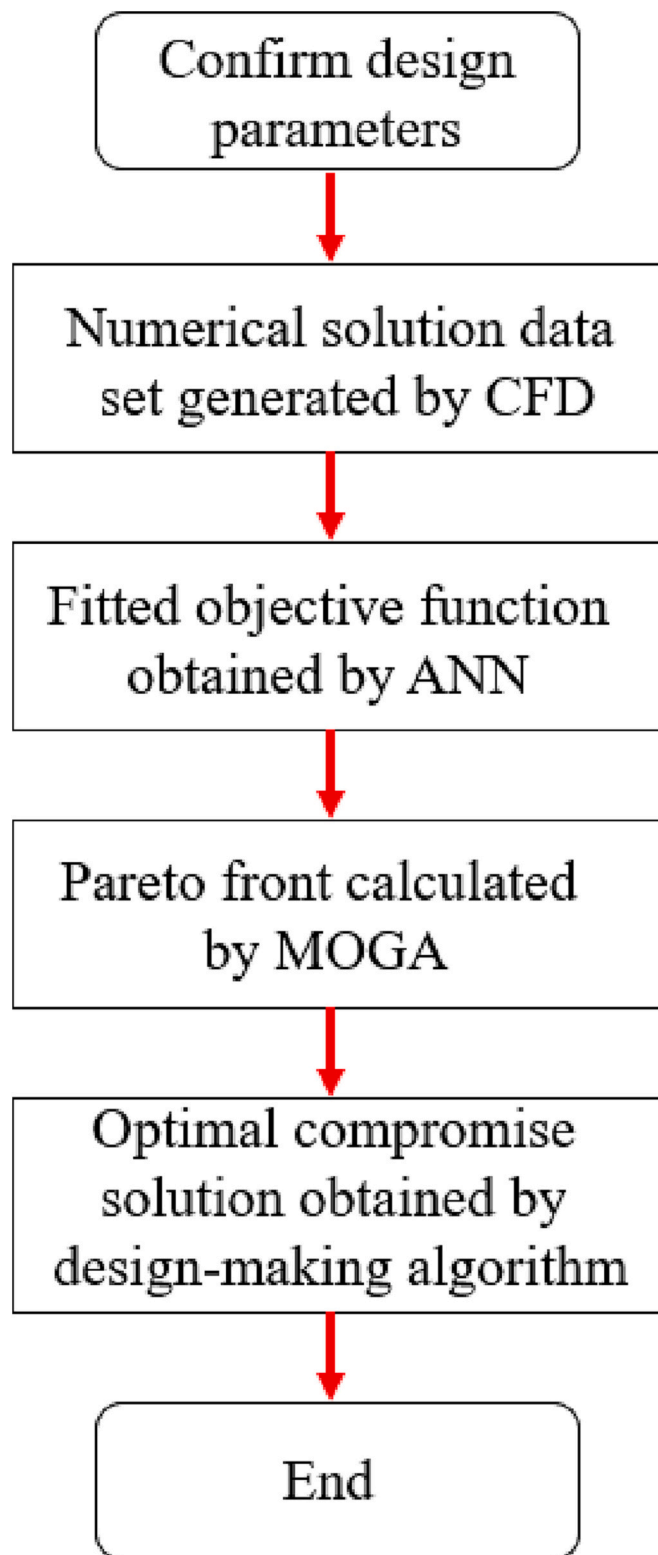 Confirm design
parameters
Numerical solution data
set generated by CFD
Fitted objective function
obtained by ANN
Pareto front calculated
by MOGA
Optimal compromise
solution obtained by
design-making algorithm
End